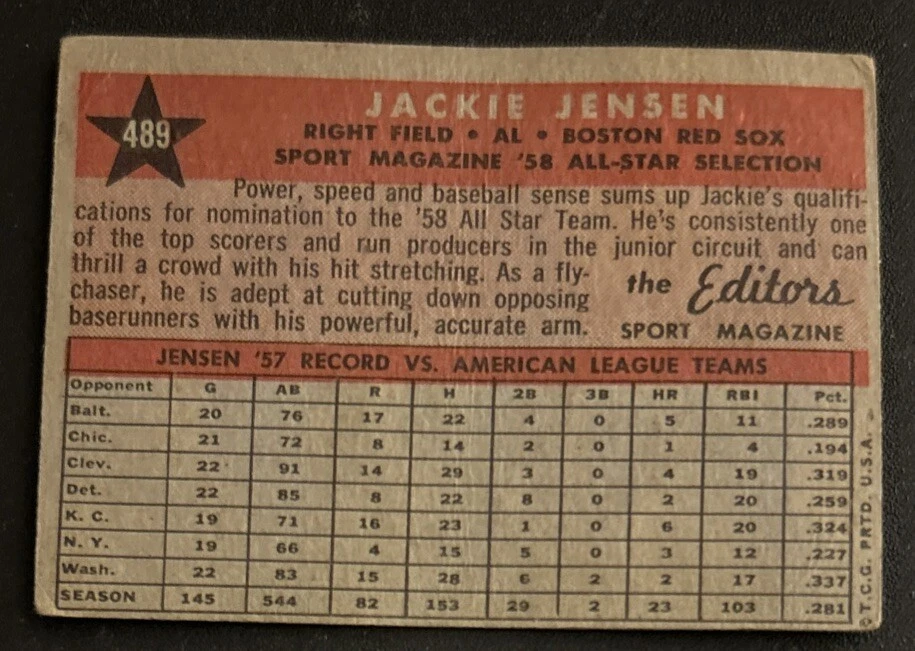 489
JACKIE JENSEN
RIGHT FIELD • AL • BOSTON RED SOX
SPORT MAGAZINE '58 ALL-STAR SELECTION
Power, speed and baseball sense sums up Jackie's qualifi-
cations for nomination to the '58 All Star Team. He's consistently one
of the top scorers and run producers in the junior circuit and can
thrill a crowd with his hit stretching. As a fly-
chaser, he is adept at cutting down opposing
baserunners with his powerful, accurate arm.
the Editors
SPORT MAGAZINE
JENSEN '57 RECORD VS. AMERICAN LEAGUE TEAMS
Opponent G AB R H 2B 3B HR RBI Pct.
Balt. 20 76 17 22 4 0 5 11 .289
Chic. 21 72 8 14 2 0 1 4 .194
Clev. 22 91 14 29 3 0 4 19 .319
Det. 22 85 8 22 8 0 2 20 .259
K. C. 19 71 16 23 1 0 6 20 .324
N. Y. 19 66 4 15 5 0 3 12 .227
Wash. 22 83 15 28 6 2 2 17 .337
SEASON 145 544 82 153 29 2 23 103 .281
©T.C.G. PRTD. U.S.A.